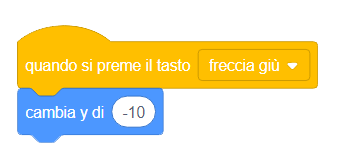 quando si preme il tasto freccia giù
cambia y di -10